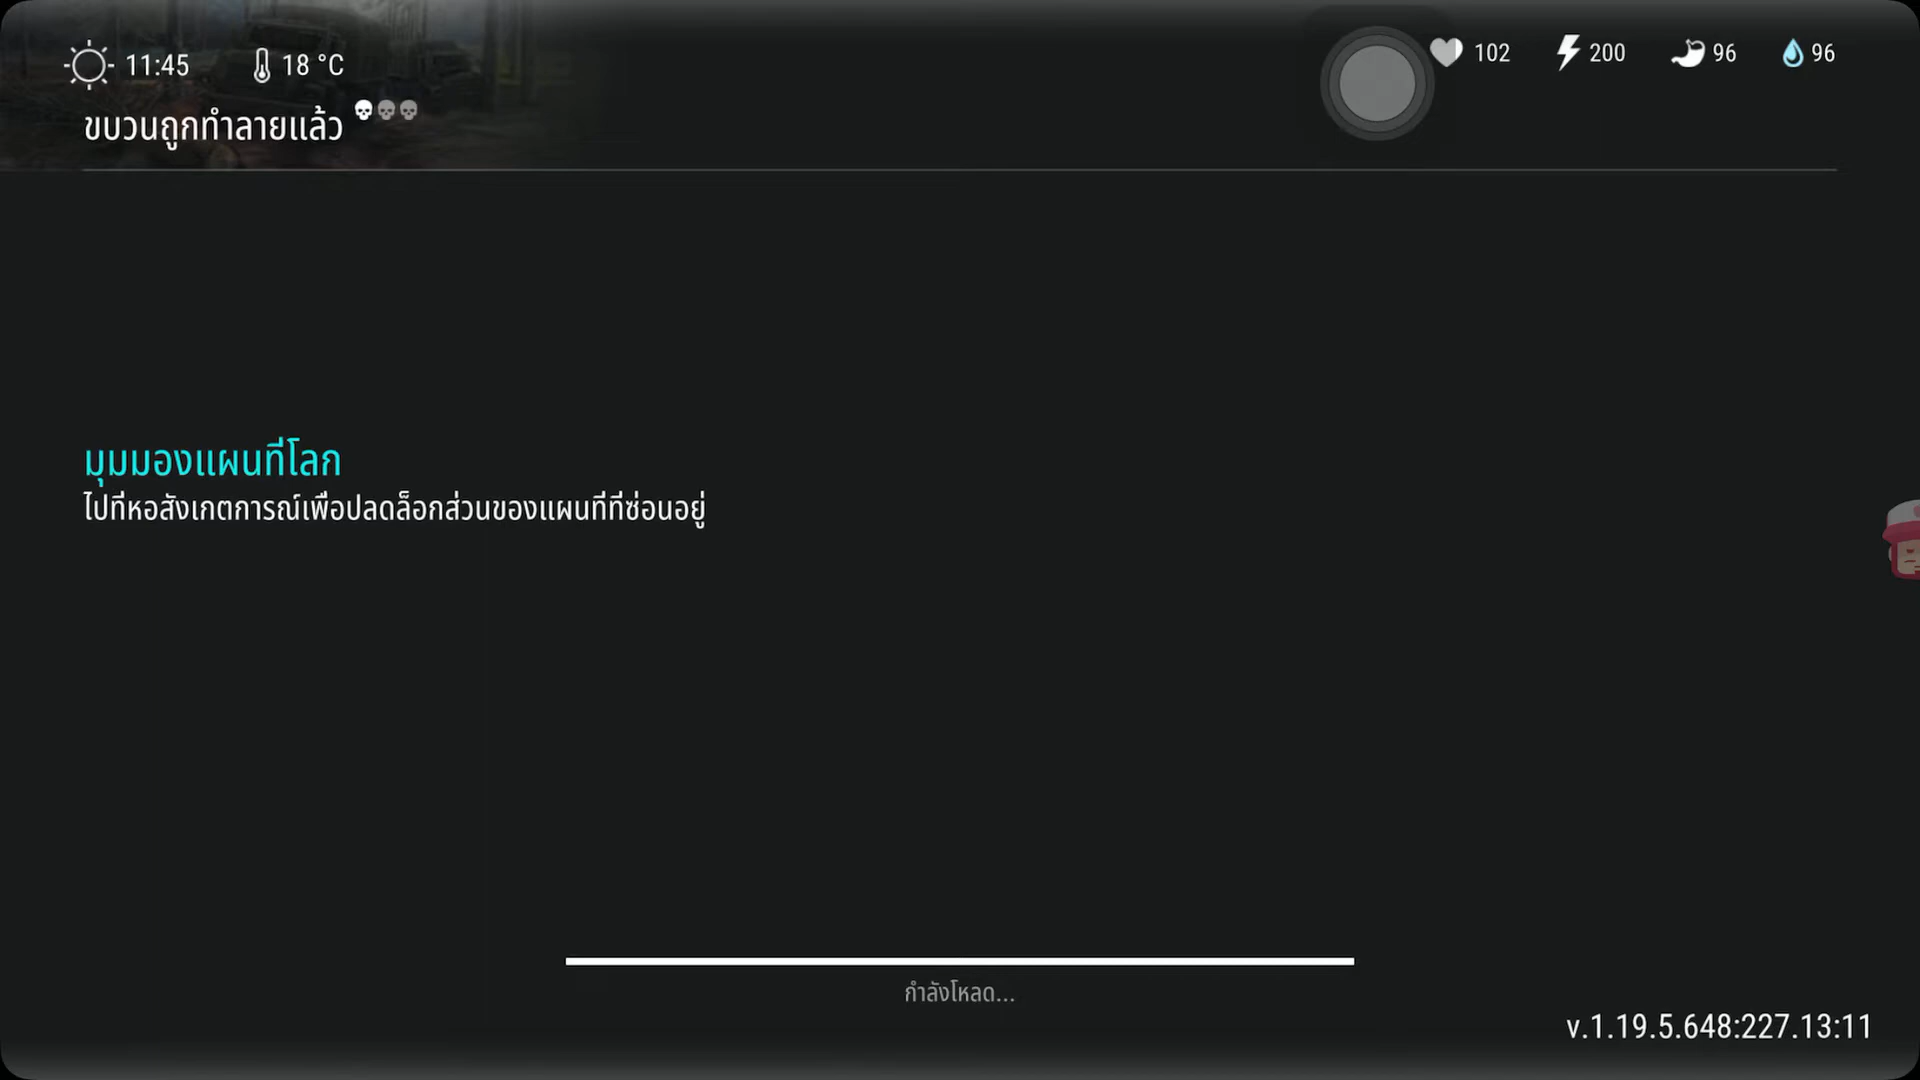 11:45
18 °C
102
200
96
96
ขบวนถูกทำลายแล้ว
มุมมองแผนที่โลก
ไปที่หอสังเกตการณ์เพื่อปลดล็อกส่วนของแผนที่ที่ซ่อนอยู่
กำลังโหลด...
v.1.19.5.648:227.13:11